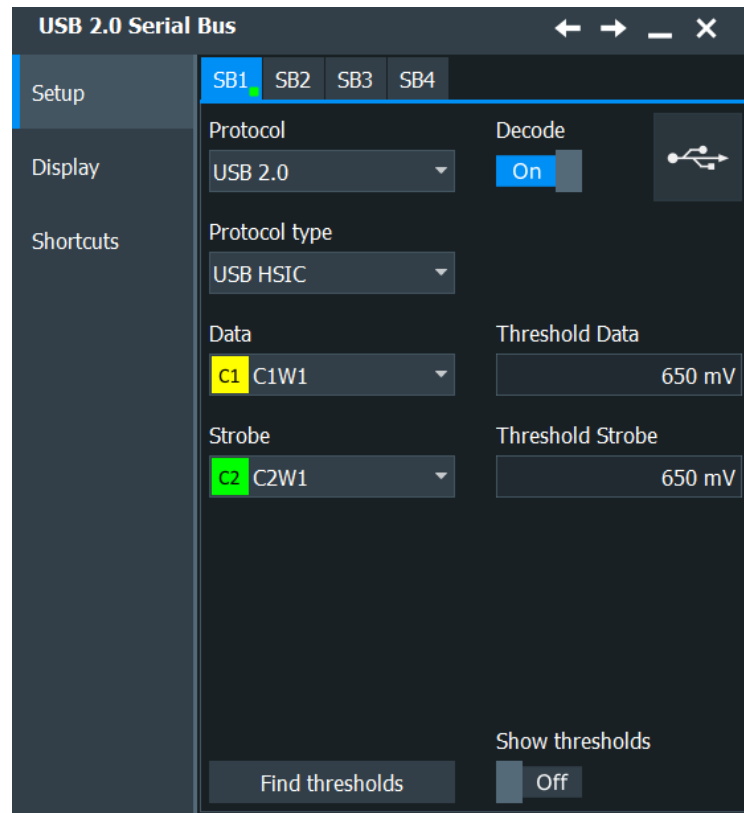 USB 2.0 Serial Bus
Setup
Display
Shortcuts
SB1 SB2 SB3 SB4
Protocol
Decode
USB 2.0
On
Protocol type
USB HSIC
Data
Threshold Data
C1 C1W1
650 mV
Strobe
Threshold Strobe
C2 C2W1
650 mV
Show thresholds
Find thresholds
Off